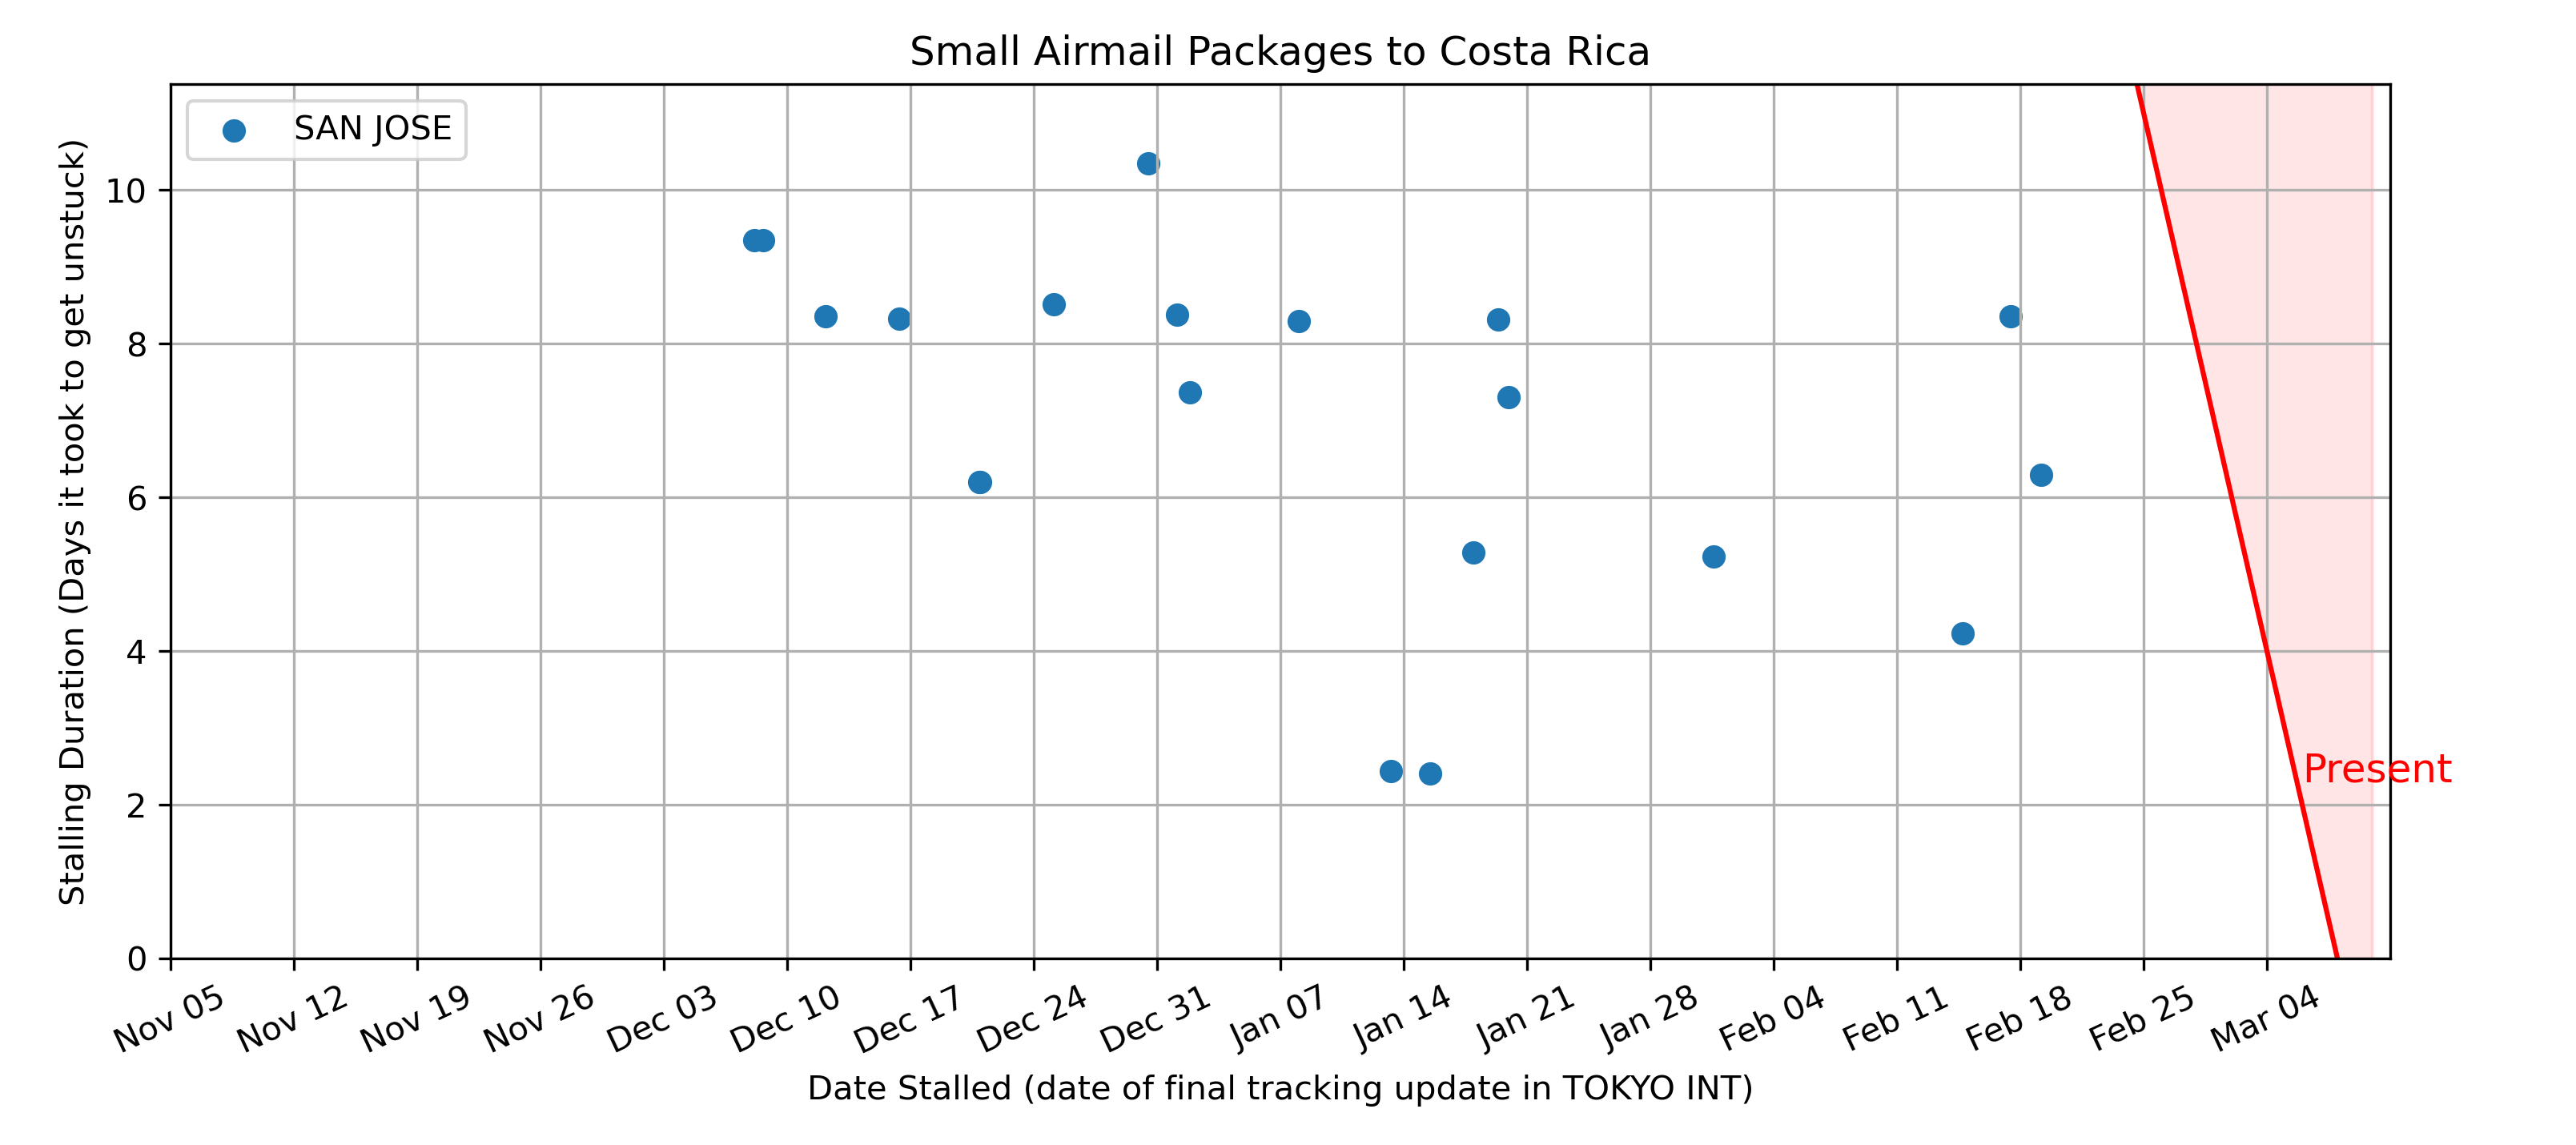 Small Airmail Packages to Costa Rica
SAN JOSE
Stalling Duration (Days it took to get unstuck)
10
8
6
4
2
0
Present
Nov 05
Nov 12
Nov 19
Nov 26
Dec 03
Dec 10
Dec 17
Dec 24
Dec 31
Jan 07
Jan 14
Jan 21
Jan 28
Feb 04
Feb 11
Feb 18
Feb 25
Mar 04
Date Stalled (date of final tracking update in TOKYO INT)